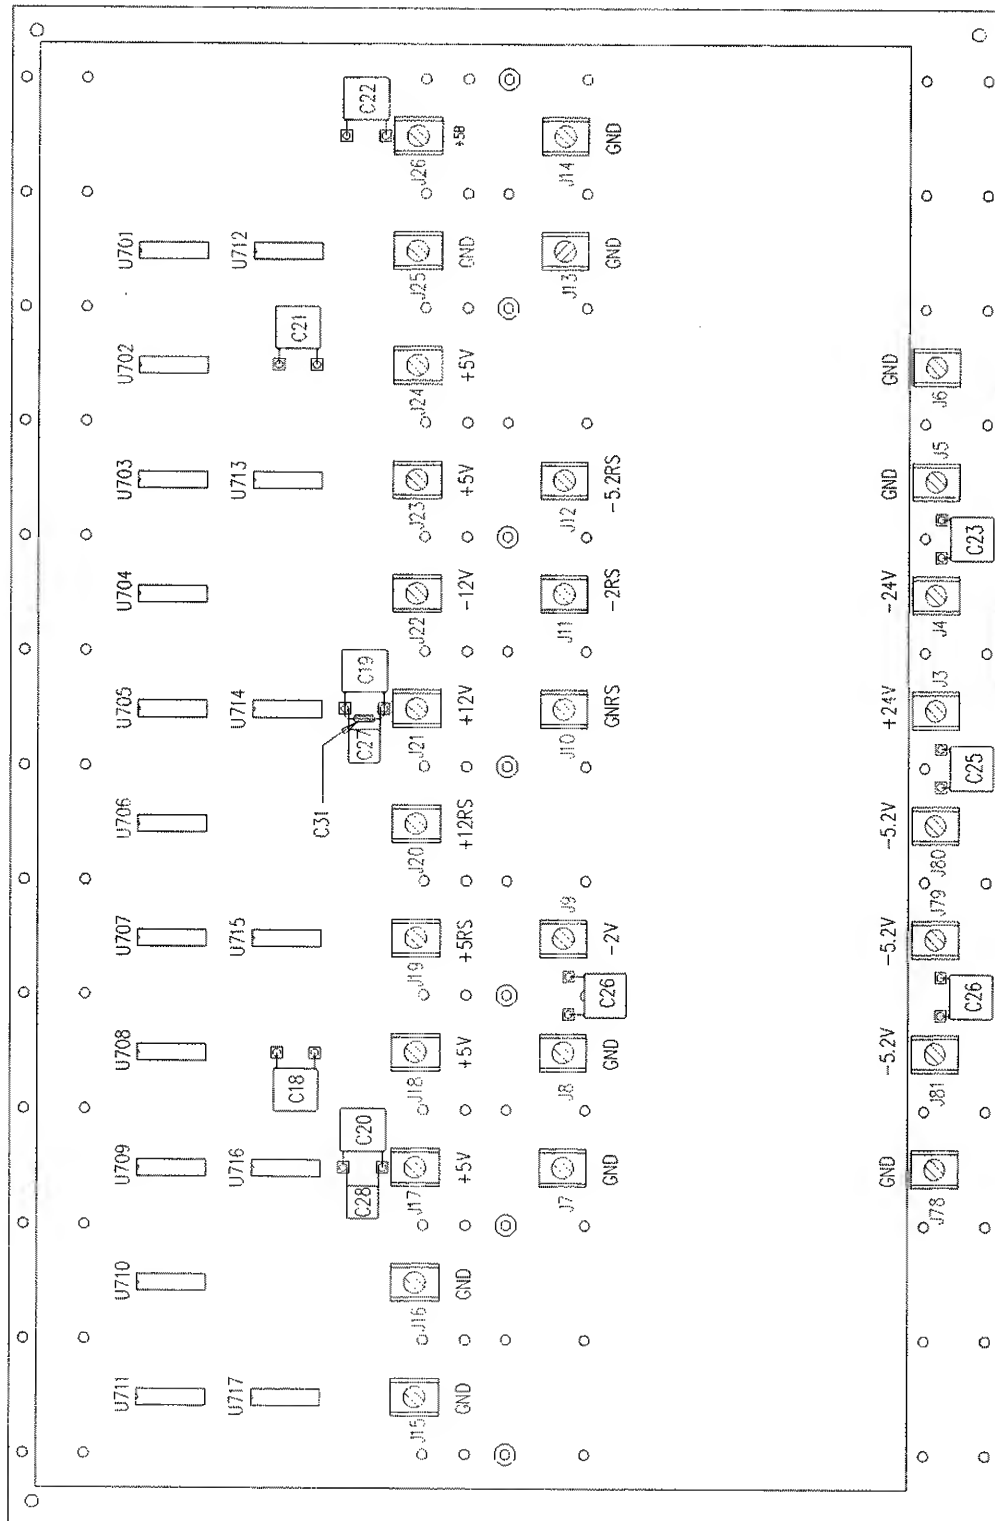 C22
J26
+5B
J14
GND
U701
U712
J25
GND
J13
GND
C21
U702
J24
+5V
GND
J6
U703
U713
J23
+5V
J12
-5.2RS
GND
J5
C23
U704
J22
-12V
J11
-2RS
-24V
J4
C19
U705
U714
C27
J21
+12V
J10
GNRS
+24V
J3
C31
C25
U706
J20
+12RS
-5.2V
J80
U707
U715
J19
+5RS
J9
-2V
-5.2V
J79
C26
C26
U708
C18
J18
+5V
J8
GND
-5.2V
J81
C20
U709
U716
C28
J17
+5V
J7
GND
GND
J78
U710
J16
GND
U711
U717
J15
GND